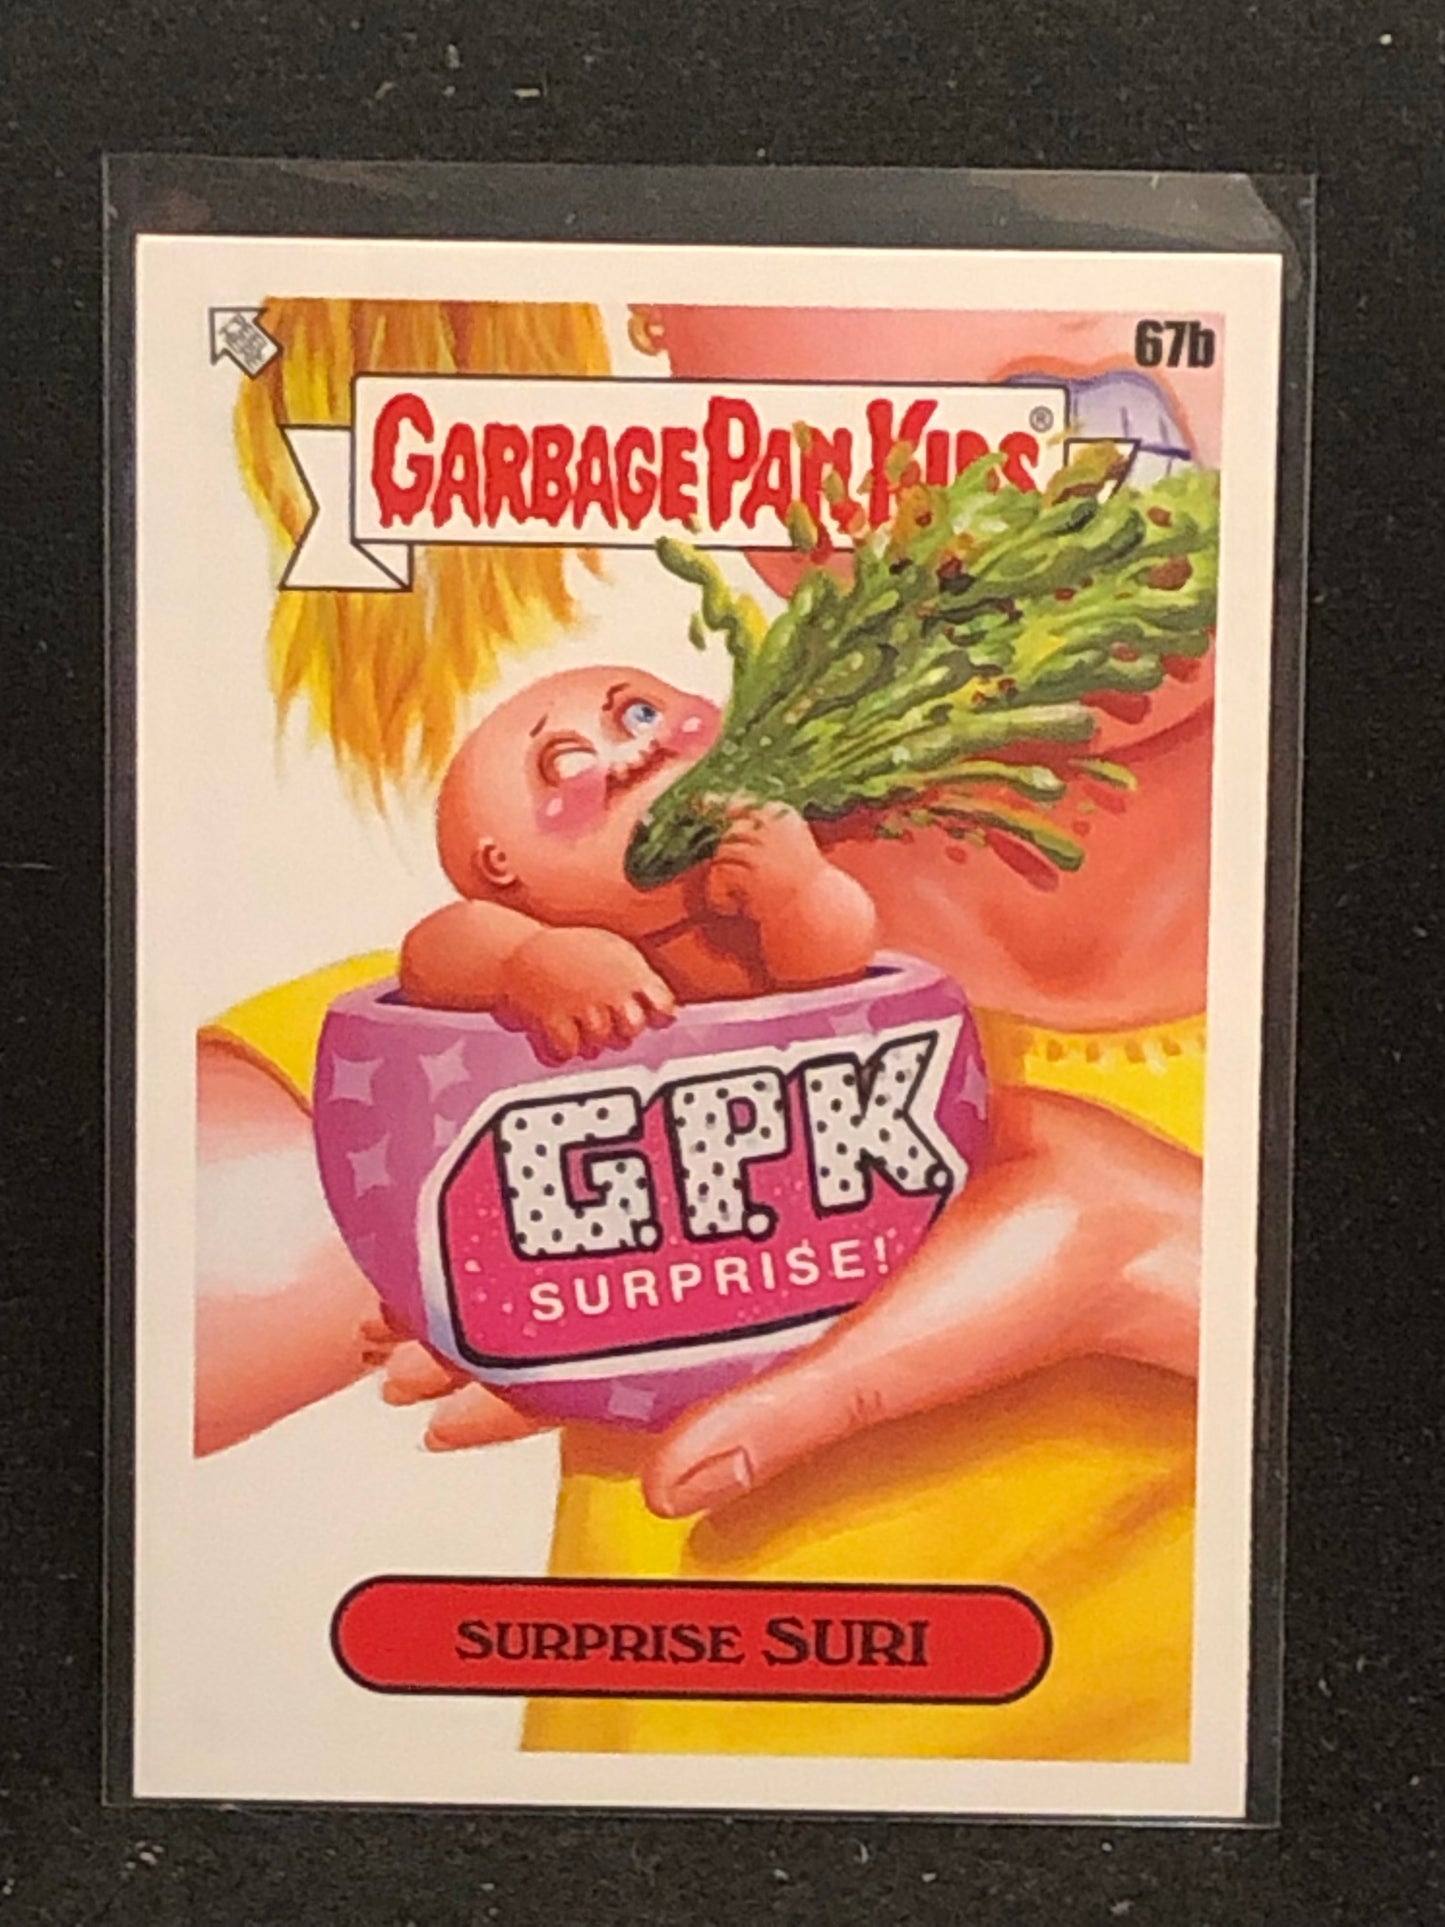 67b
GARBAGE PAIL KIDS®
G.P.K.
SURPRISE!
SURPRISE SURI